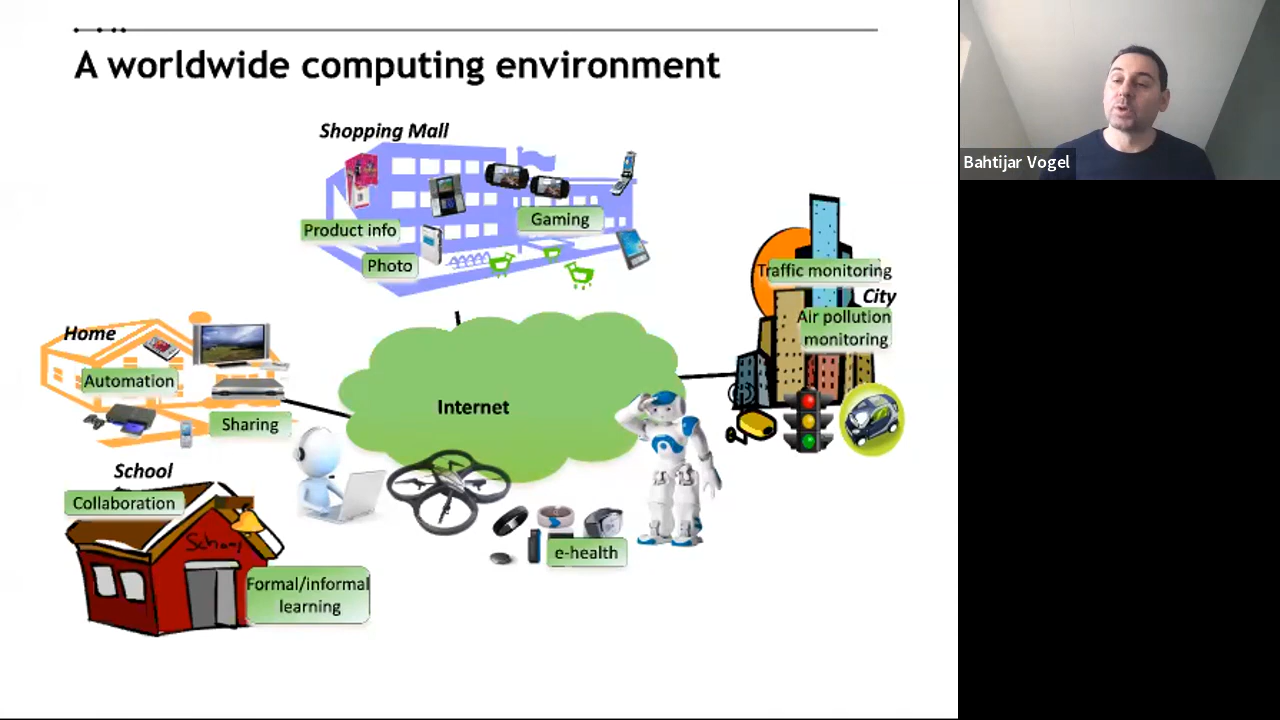 A worldwide computing environment
Bahtijar Vogel
Shopping Mall
Product info
Gaming
Photo
Traffic monitoring
City
Air pollution
monitoring
Home
Automation
Sharing
Internet
School
Collaboration
School
Formal/informal
learning
e-health